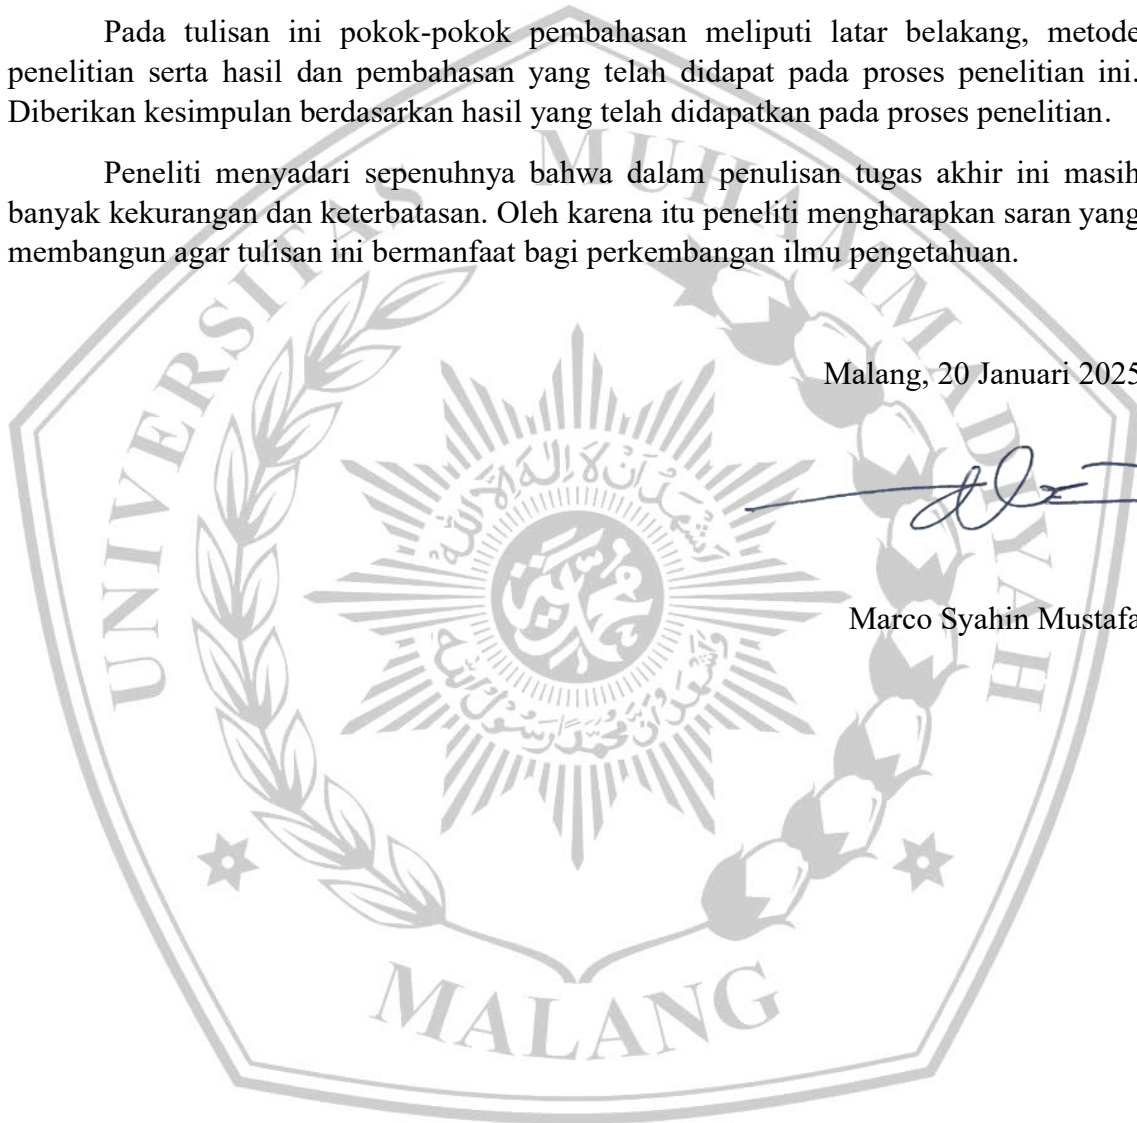 Pada tulisan ini pokok-pokok pembahasan meliputi latar belakang, metode
penelitian serta hasil dan pembahasan yang telah didapat pada proses penelitian ini.
Diberikan kesimpulan berdasarkan hasil yang telah didapatkan pada proses penelitian.
Peneliti menyadari sepenuhnya bahwa dalam penulisan tugas akhir ini masih
banyak kekurangan dan keterbatasan. Oleh karena itu peneliti mengharapkan saran yang
membangun agar tulisan ini bermanfaat bagi perkembangan ilmu pengetahuan.
Malang, 20 Januari 2025
Marco Syahin Mustafa
UNIVERSITAS MUHAMMADIYAH
MALANG